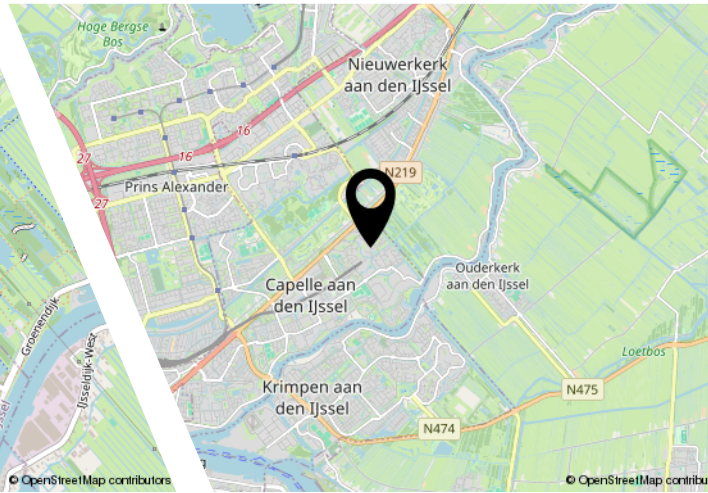 Hoge Bergse
Bos
Nieuwerkerk
aan den IJssel
16
27
16
N219
Prins Alexander
27
Capelle aan
den IJssel
Ouderkerk
aan den IJssel
Groenendijk
IJsseldijk-West
Loetbos
Krimpen aan
den IJssel
N475
N474
© OpenStreetMap contributors
© OpenStreetMap contribu